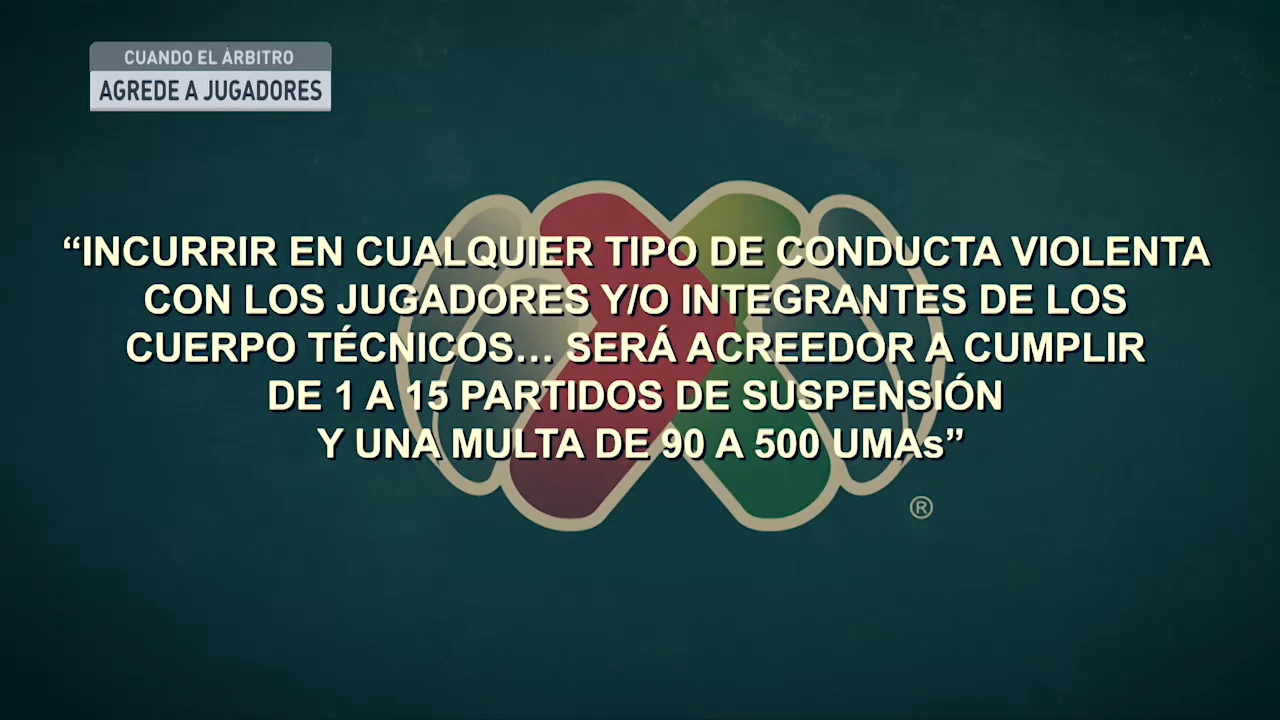 CUANDO EL ÁRBITRO
AGREDE A JUGADORES
“INCURRIR EN CUALQUIER TIPO DE CONDUCTA VIOLENTA
CON LOS JUGADORES Y/O INTEGRANTES DE LOS
CUERPO TÉCNICOS... SERÁ ACREEDOR A CUMPLIR
DE 1 A 15 PARTIDOS DE SUSPENSIÓN
Y UNA MULTA DE 90 A 500 UMAs”
®